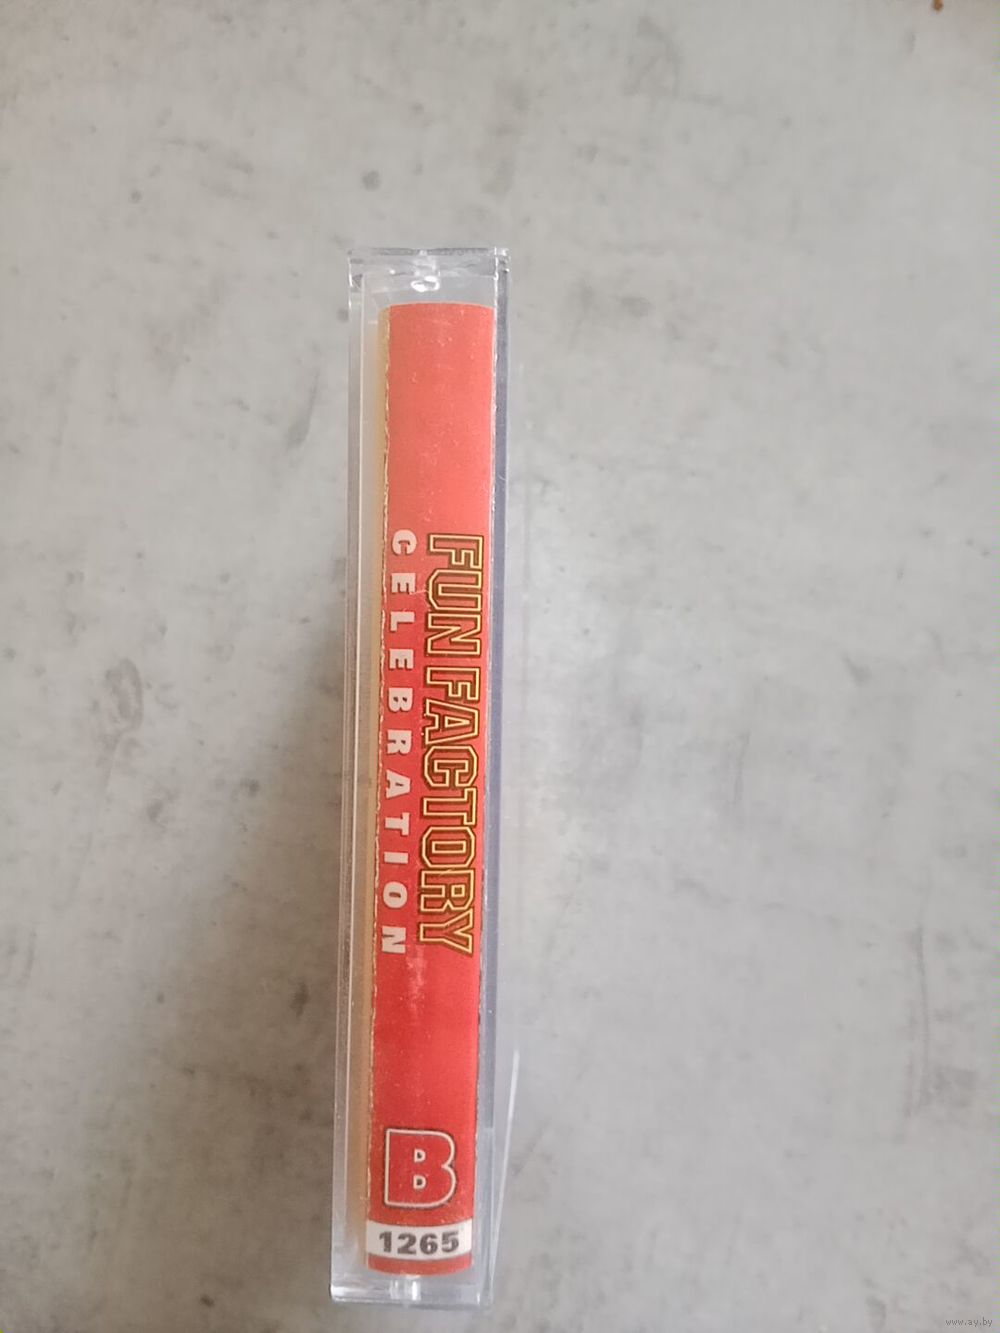 FUN FACTORY
CELEBRATION
B
1265
www.ay.by